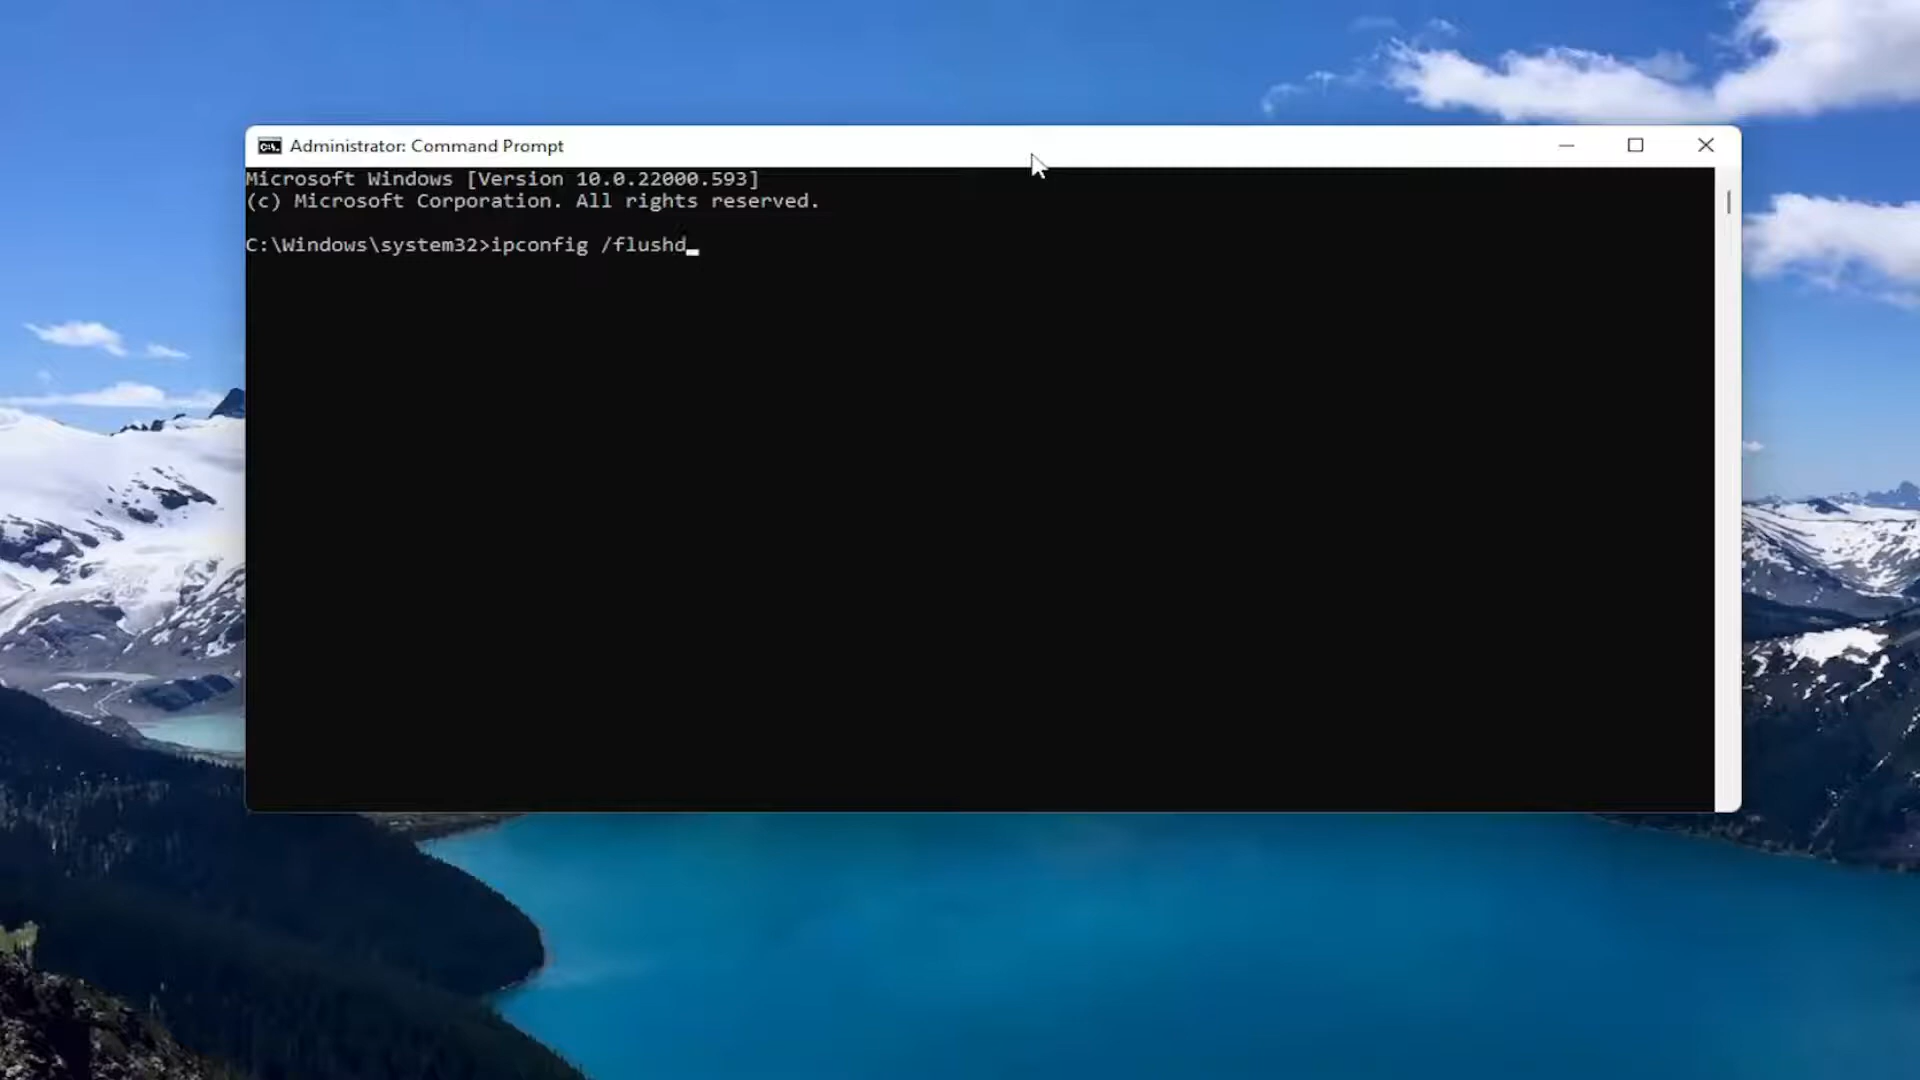 Administrator: Command Prompt
Microsoft Windows [Version 10.0.22000.593]
(c) Microsoft Corporation. All rights reserved.
C:\Windows\system32>ipconfig /flushd